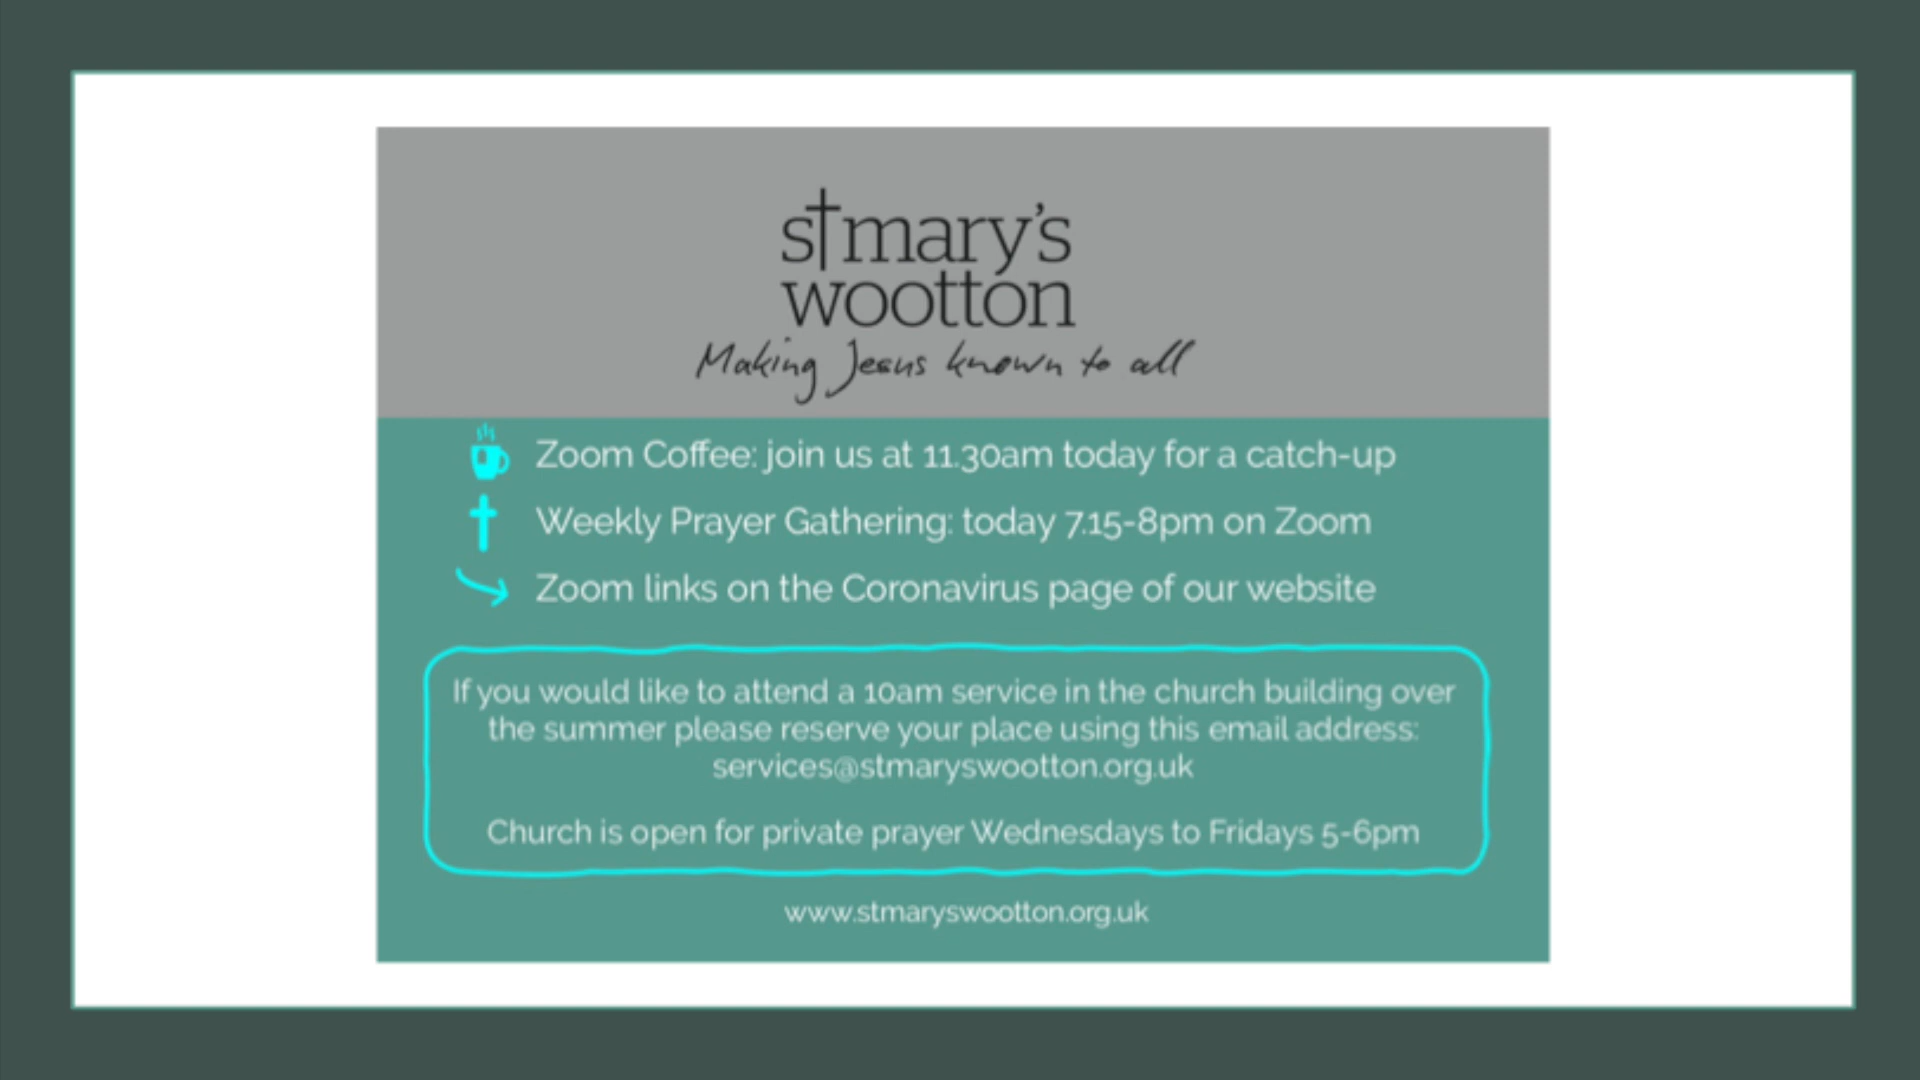 st mary's
wootton
Making Jesus known to all
Zoom Coffee: join us at 11.30am today for a catch-up
Weekly Prayer Gathering: today 7.15-8pm on Zoom
Zoom links on the Coronavirus page of our website
If you would like to attend a 10am service in the church building over
the summer please reserve your place using this email address:
services@stmaryswootton.org.uk
Church is open for private prayer Wednesdays to Fridays 5-6pm
www.stmaryswootton.org.uk